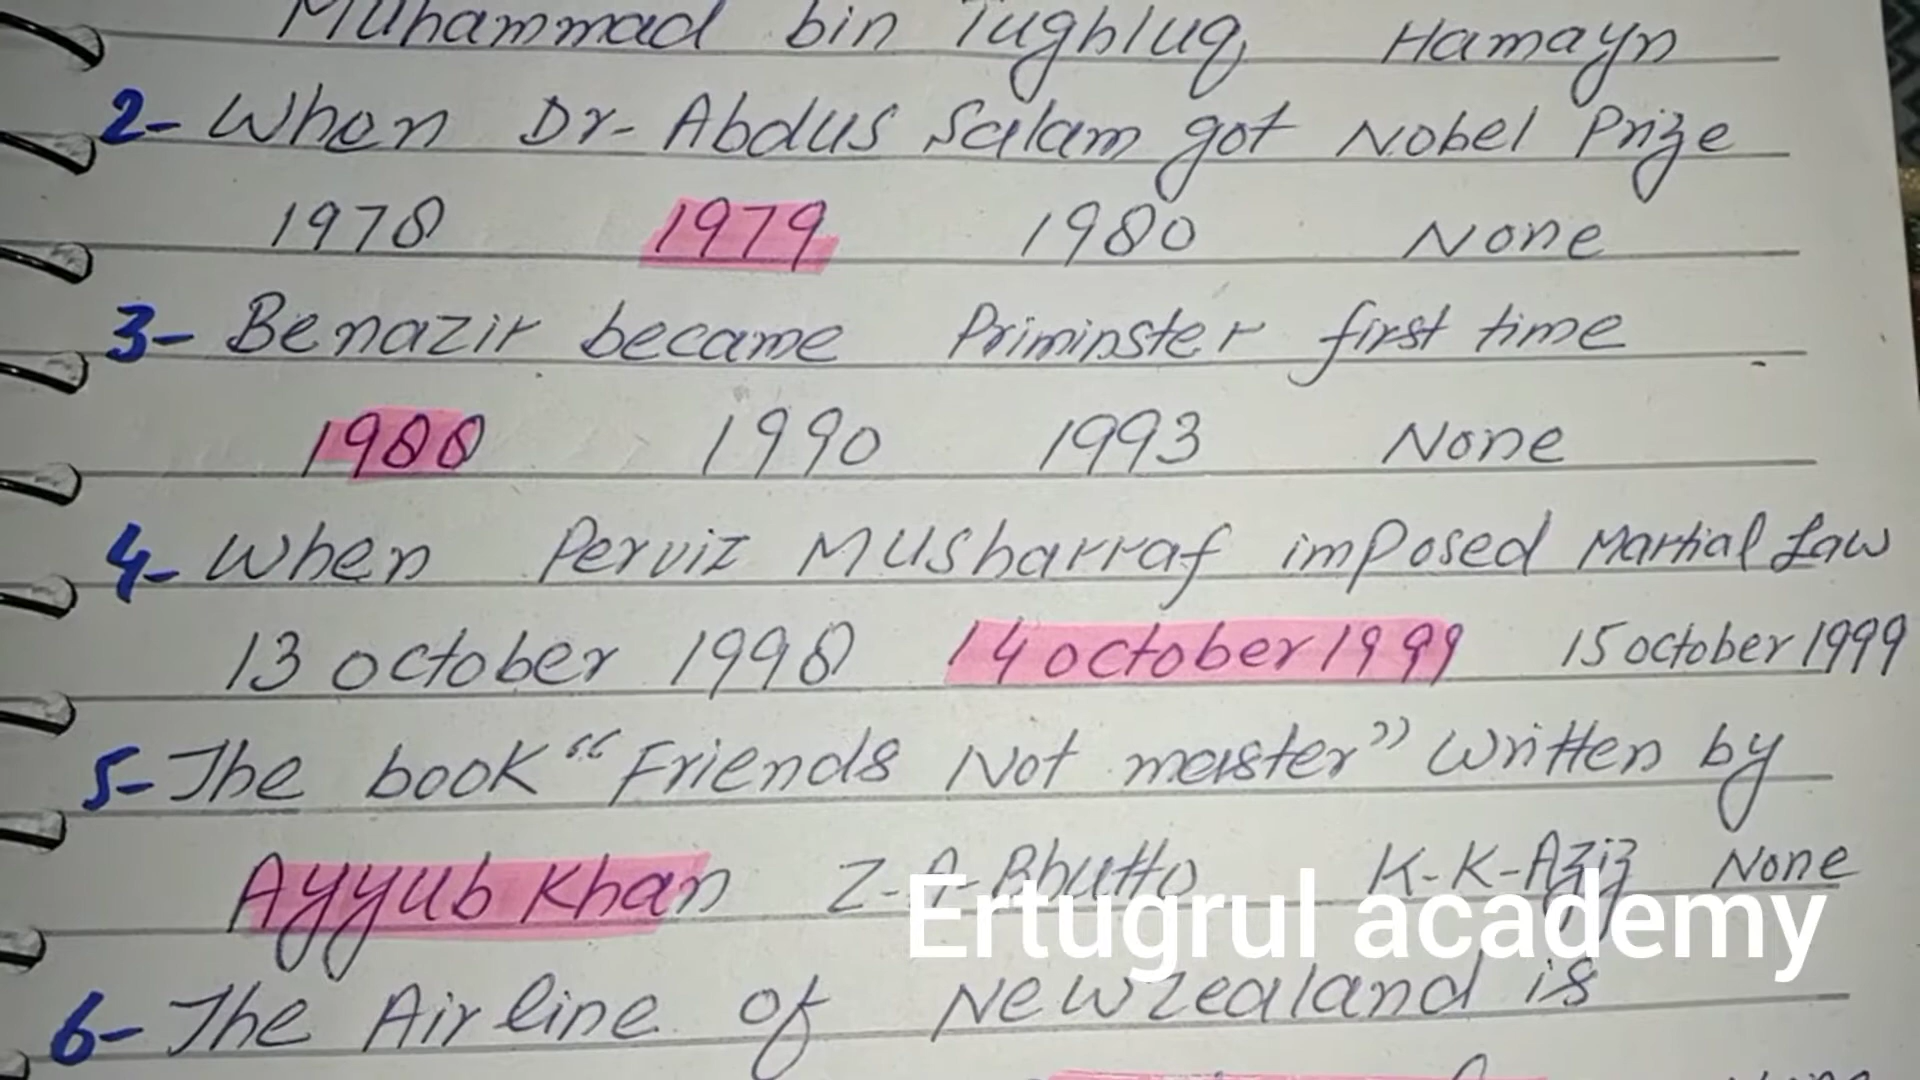 Muhammad bin Tughluq Hamayn
2- When Dr- Abdus Salam got Nobel Prize
1978 1979 1980 None
3- Benazir became Priminster first time
1988 1990 1993 None
4- When Perviz Musharraf imposed Martial Law
13 october 1998 14 october 1999 15 october 1999
5- The book "Friends Not master" written by
Ayyub Khan Z-A-Bhutto K-K-Aziz None
Ertugrul academy
6- The Air line of Newzealand is